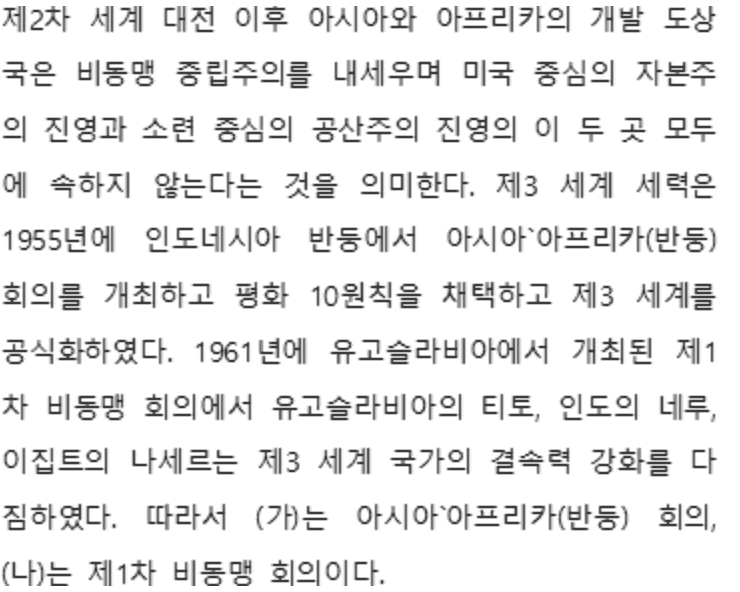 제2차 세계 대전 이후 아시아와 아프리카의 개발 도상
국은 비동맹 중립주의를 내세우며 미국 중심의 자본주
의 진영과 소련 중심의 공산주의 진영의 이 두 곳 모두
에 속하지 않는다는 것을 의미한다. 제3 세계 세력은
1955년에 인도네시아 반둥에서 아시아`아프리카(반둥)
회의를 개최하고 평화 10원칙을 채택하고 제3 세계를
공식화하였다. 1961년에 유고슬라비아에서 개최된 제1
차 비동맹 회의에서 유고슬라비아의 티토, 인도의 네루,
이집트의 나세르는 제3 세계 국가의 결속력 강화를 다
짐하였다. 따라서 (가)는 아시아`아프리카(반둥) 회의,
(나)는 제1차 비동맹 회의이다.